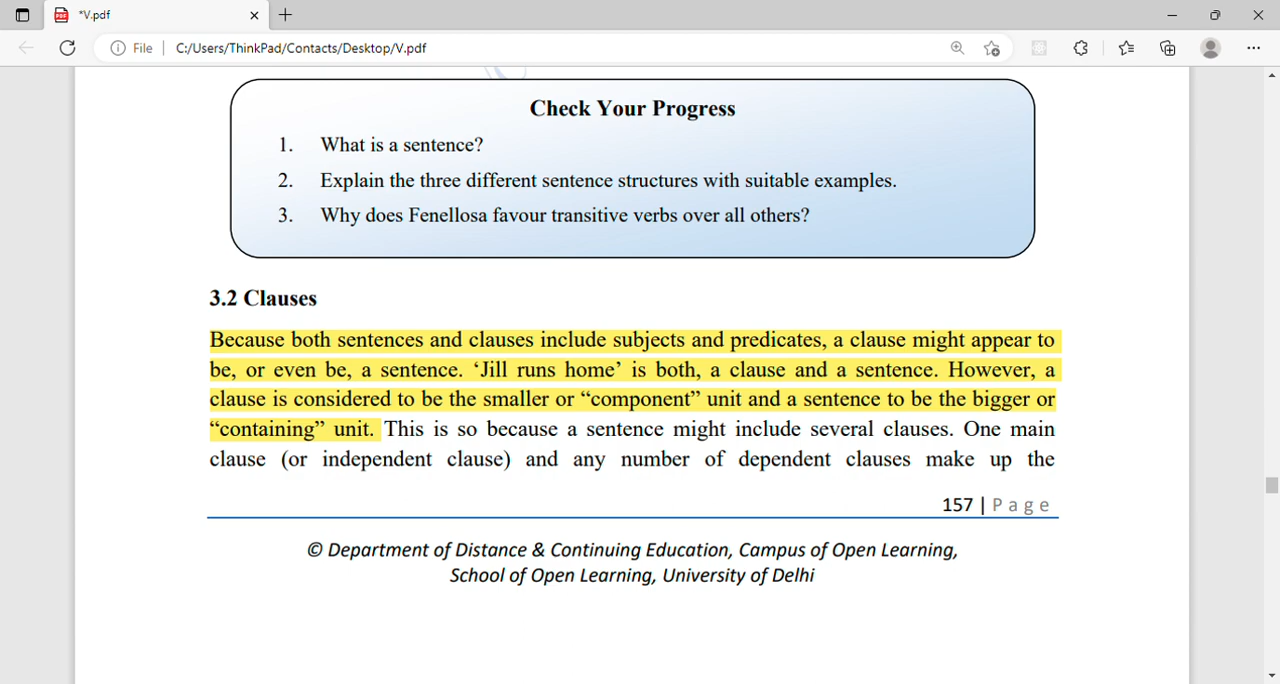 *V.pdf
File
C:/Users/ThinkPad/Contacts/Desktop/V.pdf
Check Your Progress
1. What is a sentence?
2. Explain the three different sentence structures with suitable examples.
3. Why does Fenellosa favour transitive verbs over all others?
3.2 Clauses
Because both sentences and clauses include subjects and predicates, a clause might appear to
be, or even be, a sentence. ‘Jill runs home’ is both, a clause and a sentence. However, a
clause is considered to be the smaller or “component” unit and a sentence to be the bigger or
“containing” unit. This is so because a sentence might include several clauses. One main
clause (or independent clause) and any number of dependent clauses make up the
157 | Page
© Department of Distance & Continuing Education, Campus of Open Learning,
School of Open Learning, University of Delhi